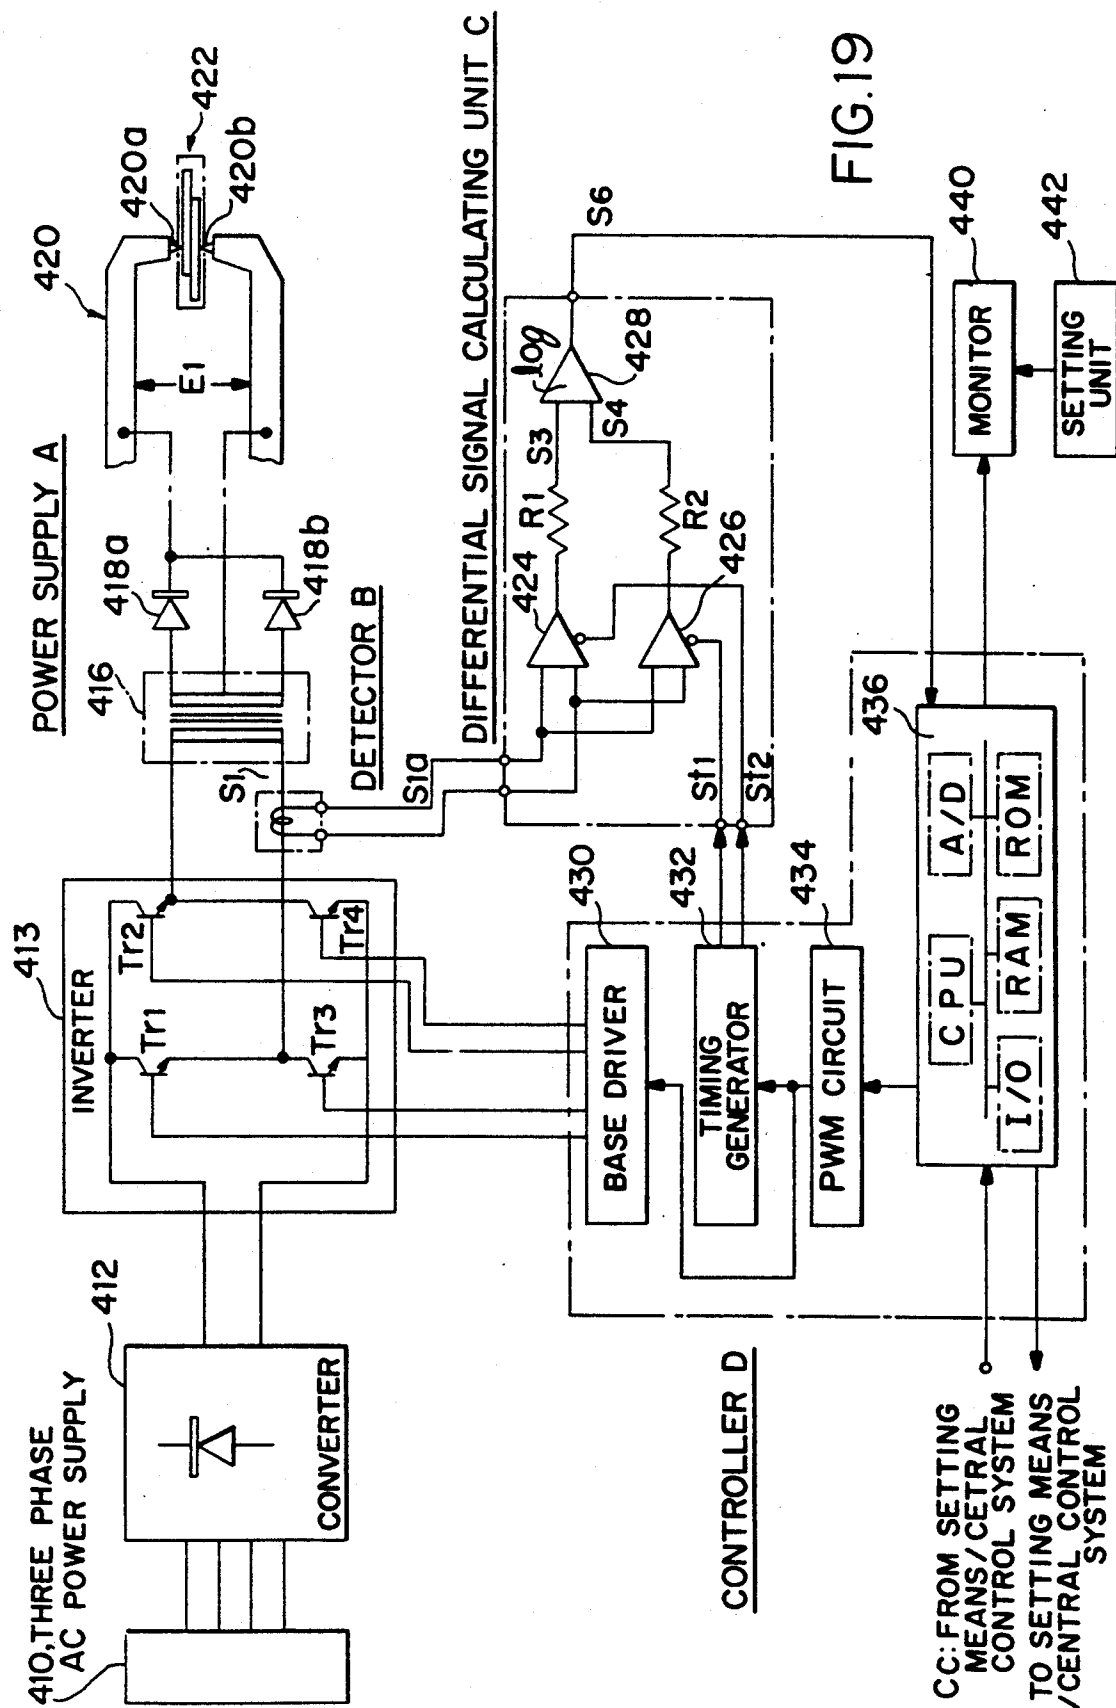 410, THREE PHASE
AC POWER SUPPLY
412
CONVERTER
413
INVERTER
Tr1
Tr2
Tr3
Tr4
POWER SUPPLY A
416
418a
418b
S1
DETECTOR B
S1a
420
420a
422
420b
E1
DIFFERENTIAL SIGNAL CALCULATING UNIT C
424
R1
S3
log
428
S4
R2
426
S6
St1
St2
430
BASE DRIVER
432
TIMING
GENERATOR
434
PWM CIRCUIT
436
CPU
A/D
I/O
RAM
ROM
440
MONITOR
442
SETTING
UNIT
CONTROLLER D
CC: FROM SETTING
MEANS/CETRAL
CONTROL SYSTEM
TO SETTING MEANS
/CENTRAL CONTROL
SYSTEM
FIG.19